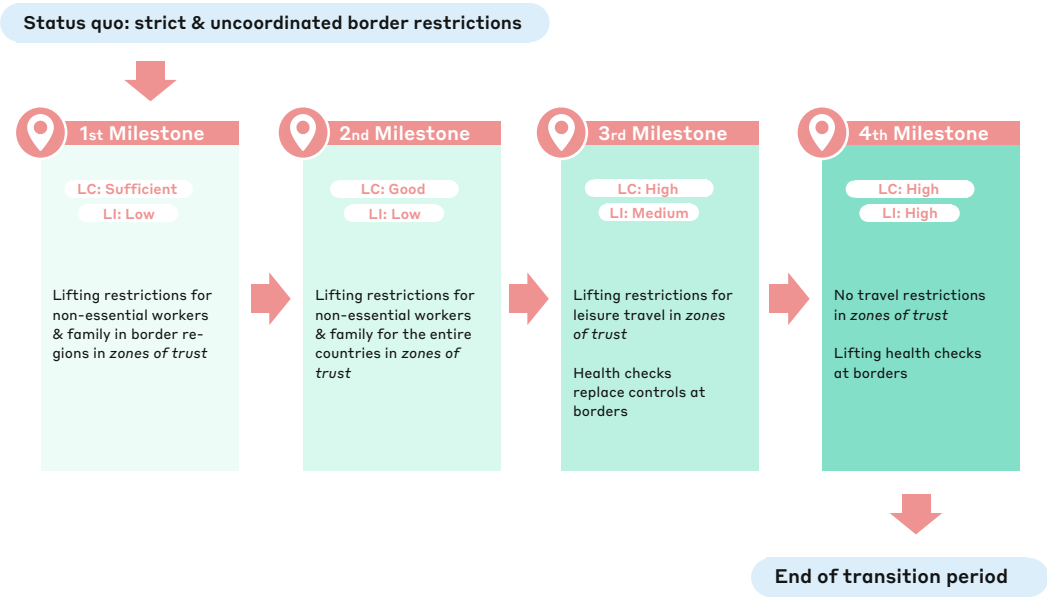 Status quo: strict & uncoordinated border restrictions
1st Milestone
LC: Sufficient
LI: Low
Lifting restrictions for
non-essential workers
& family in border re-
gions in zones of trust
2nd Milestone
LC: Good
LI: Low
Lifting restrictions for
non-essential workers
& family for the entire
countries in zones of
trust
3rd Milestone
LC: High
LI: Medium
Lifting restrictions for
leisure travel in zones
of trust
Health checks
replace controls at
borders
4th Milestone
LC: High
LI: High
No travel restrictions
in zones of trust
Lifting health checks
at borders
End of transition period